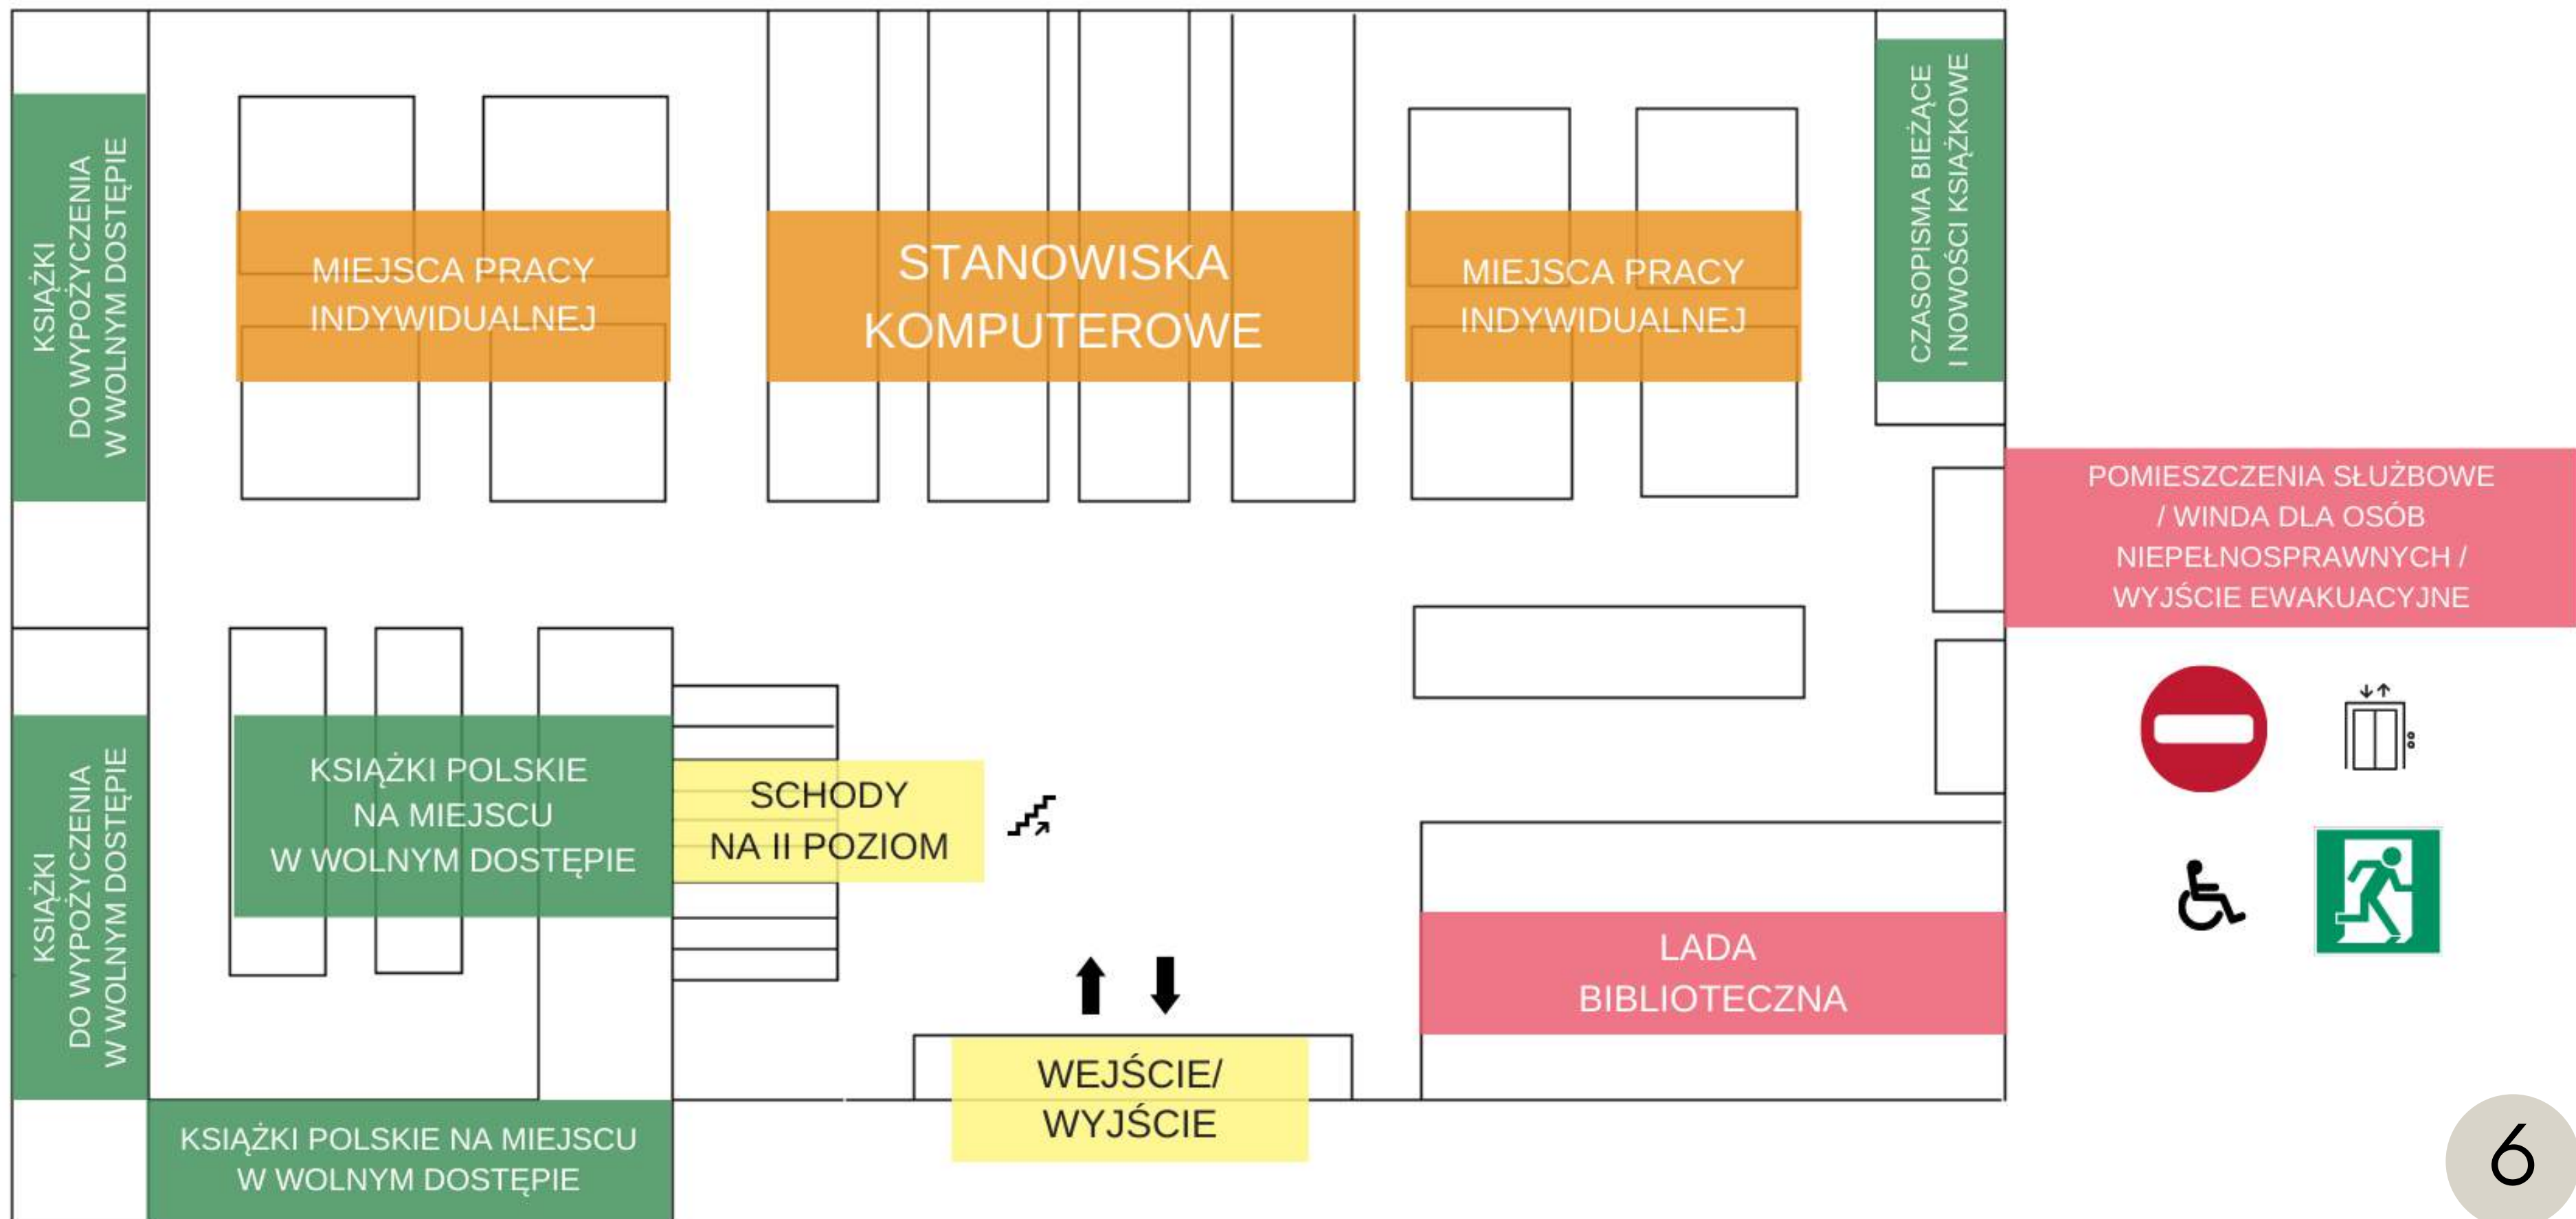 KSIĄŻKI
DO WYPOŻYCZENIA
W WOLNYM DOSTĘPIE
MIEJSCA PRACY
INDYWIDUALNEJ
STANOWISKA
KOMPUTEROWE
MIEJSCA PRACY
INDYWIDUALNEJ
CZASOPISMA BIEŻĄCE
I NOWOŚCI KSIĄŻKOWE
POMIESZCZENIA SŁUŻBOWE
/ WINDA DLA OSÓB
NIEPEŁNOSPRAWNYCH /
WYJŚCIE EWAKUACYJNE
KSIĄŻKI
DO WYPOŻYCZENIA
W WOLNYM DOSTĘPIE
KSIĄŻKI POLSKIE
NA MIEJSCU
W WOLNYM DOSTĘPIE
SCHODY
NA II POZIOM
LADA
BIBLIOTECZNA
WEJŚCIE/
WYJŚCIE
KSIĄŻKI POLSKIE NA MIEJSCU
W WOLNYM DOSTĘPIE
6